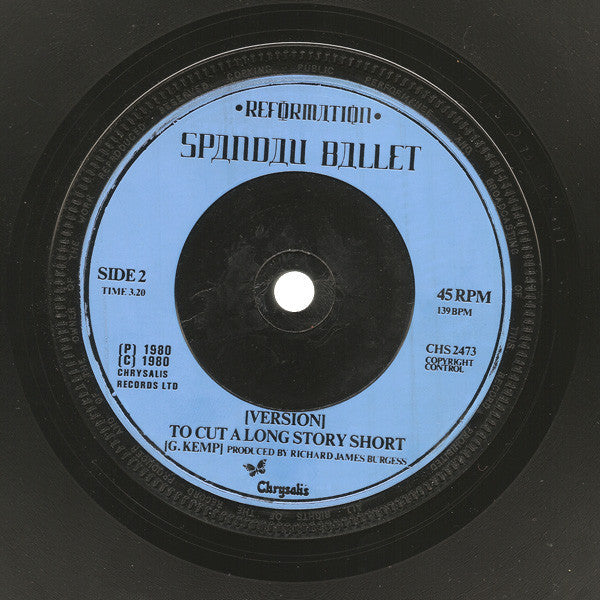 •REFORMATION•
SPANDAU BALLET
SIDE 2
TIME 3.20
45 RPM
139 BPM
(P) 1980
(C) 1980
CHRYSALIS
RECORDS LTD
CHS 2473
COPYRIGHT
CONTROL
[VERSION]
TO CUT A LONG STORY SHORT
[G. KEMP] PRODUCED BY RICHARD JAMES BURGESS
Chrysalis